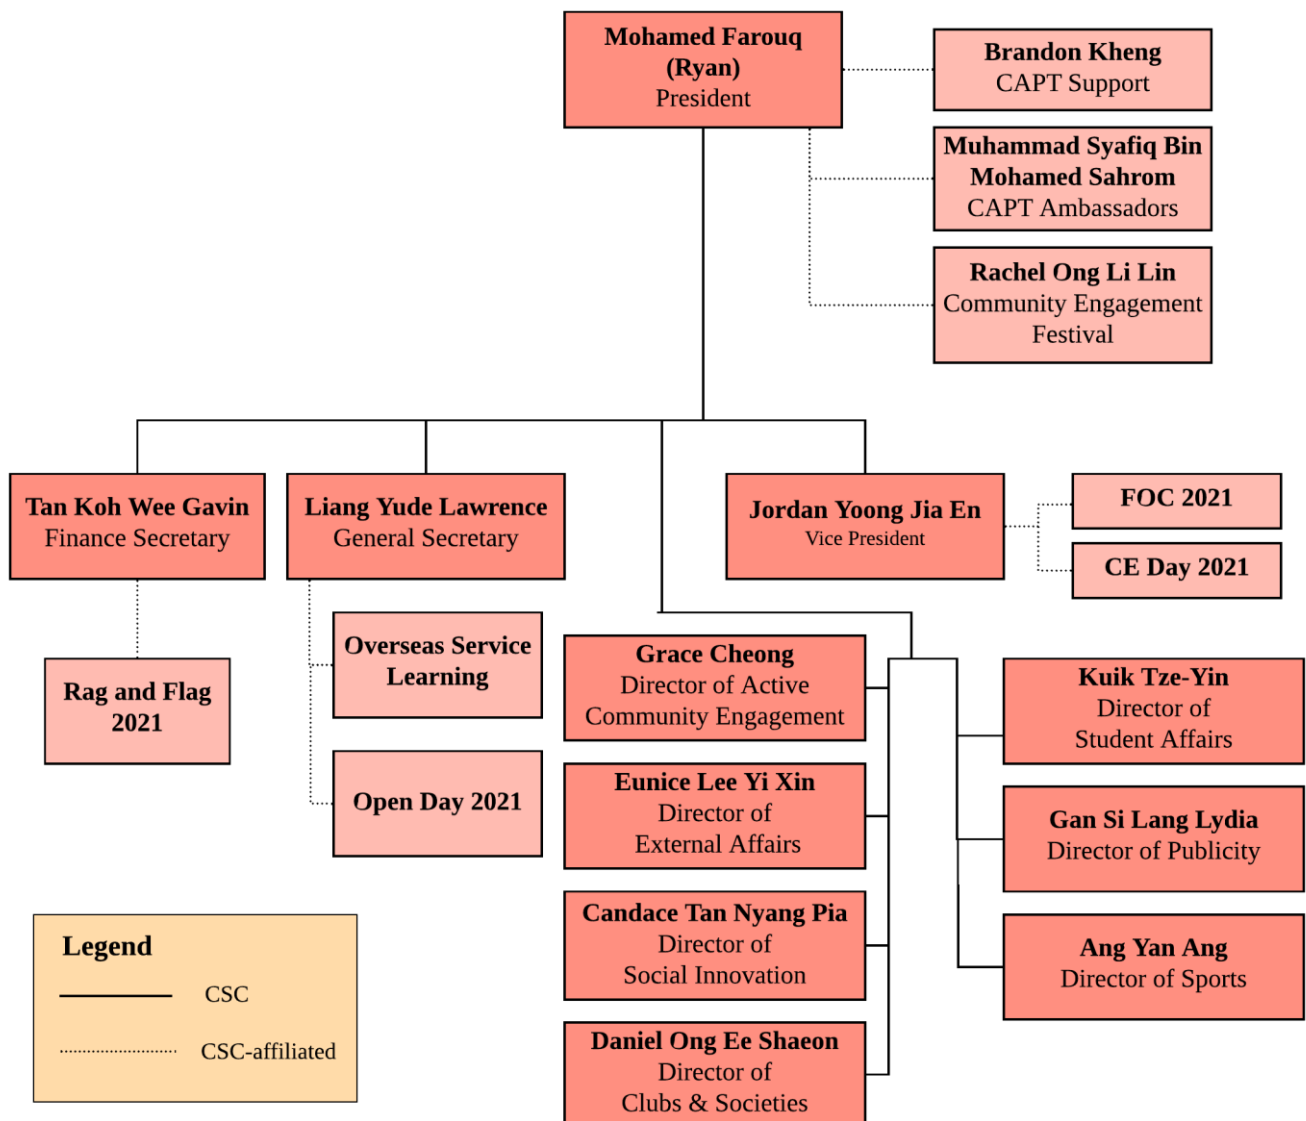 Mohamed Farouq
(Ryan)
President
Brandon Kheng
CAPT Support
Muhammad Syafiq Bin
Mohamed Sahrom
CAPT Ambassadors
Rachel Ong Li Lin
Community Engagement
Festival
Tan Koh Wee Gavin
Finance Secretary
Liang Yude Lawrence
General Secretary
Jordan Yoong Jia En
Vice President
FOC 2021
CE Day 2021
Rag and Flag
2021
Overseas Service
Learning
Open Day 2021
Grace Cheong
Director of Active
Community Engagement
Eunice Lee Yi Xin
Director of
External Affairs
Candace Tan Nyang Pia
Director of
Social Innovation
Daniel Ong Ee Shaeon
Director of
Clubs & Societies
Kuik Tze-Yin
Director of
Student Affairs
Gan Si Lang Lydia
Director of Publicity
Ang Yan Ang
Director of Sports
Legend
CSC
CSC-affiliated